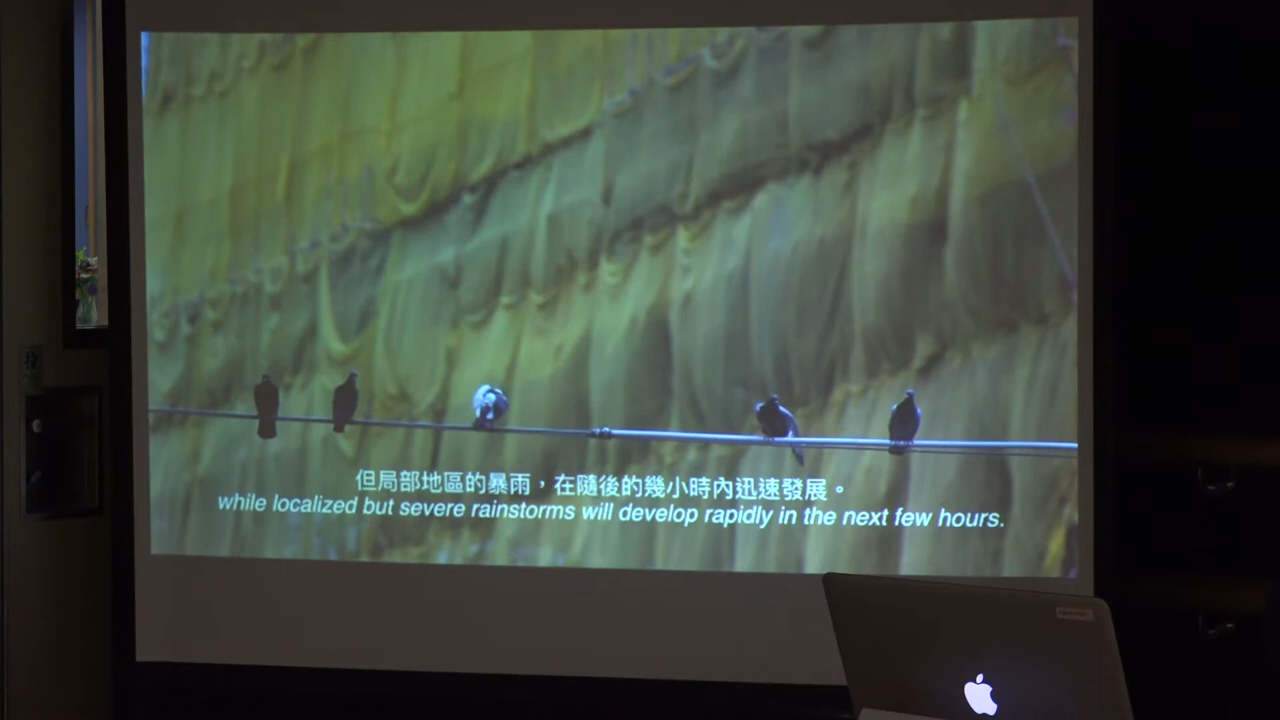 但局部地區的暴雨，在隨後的幾小時內迅速發展。
while localized but severe rainstorms will develop rapidly in the next few hours.